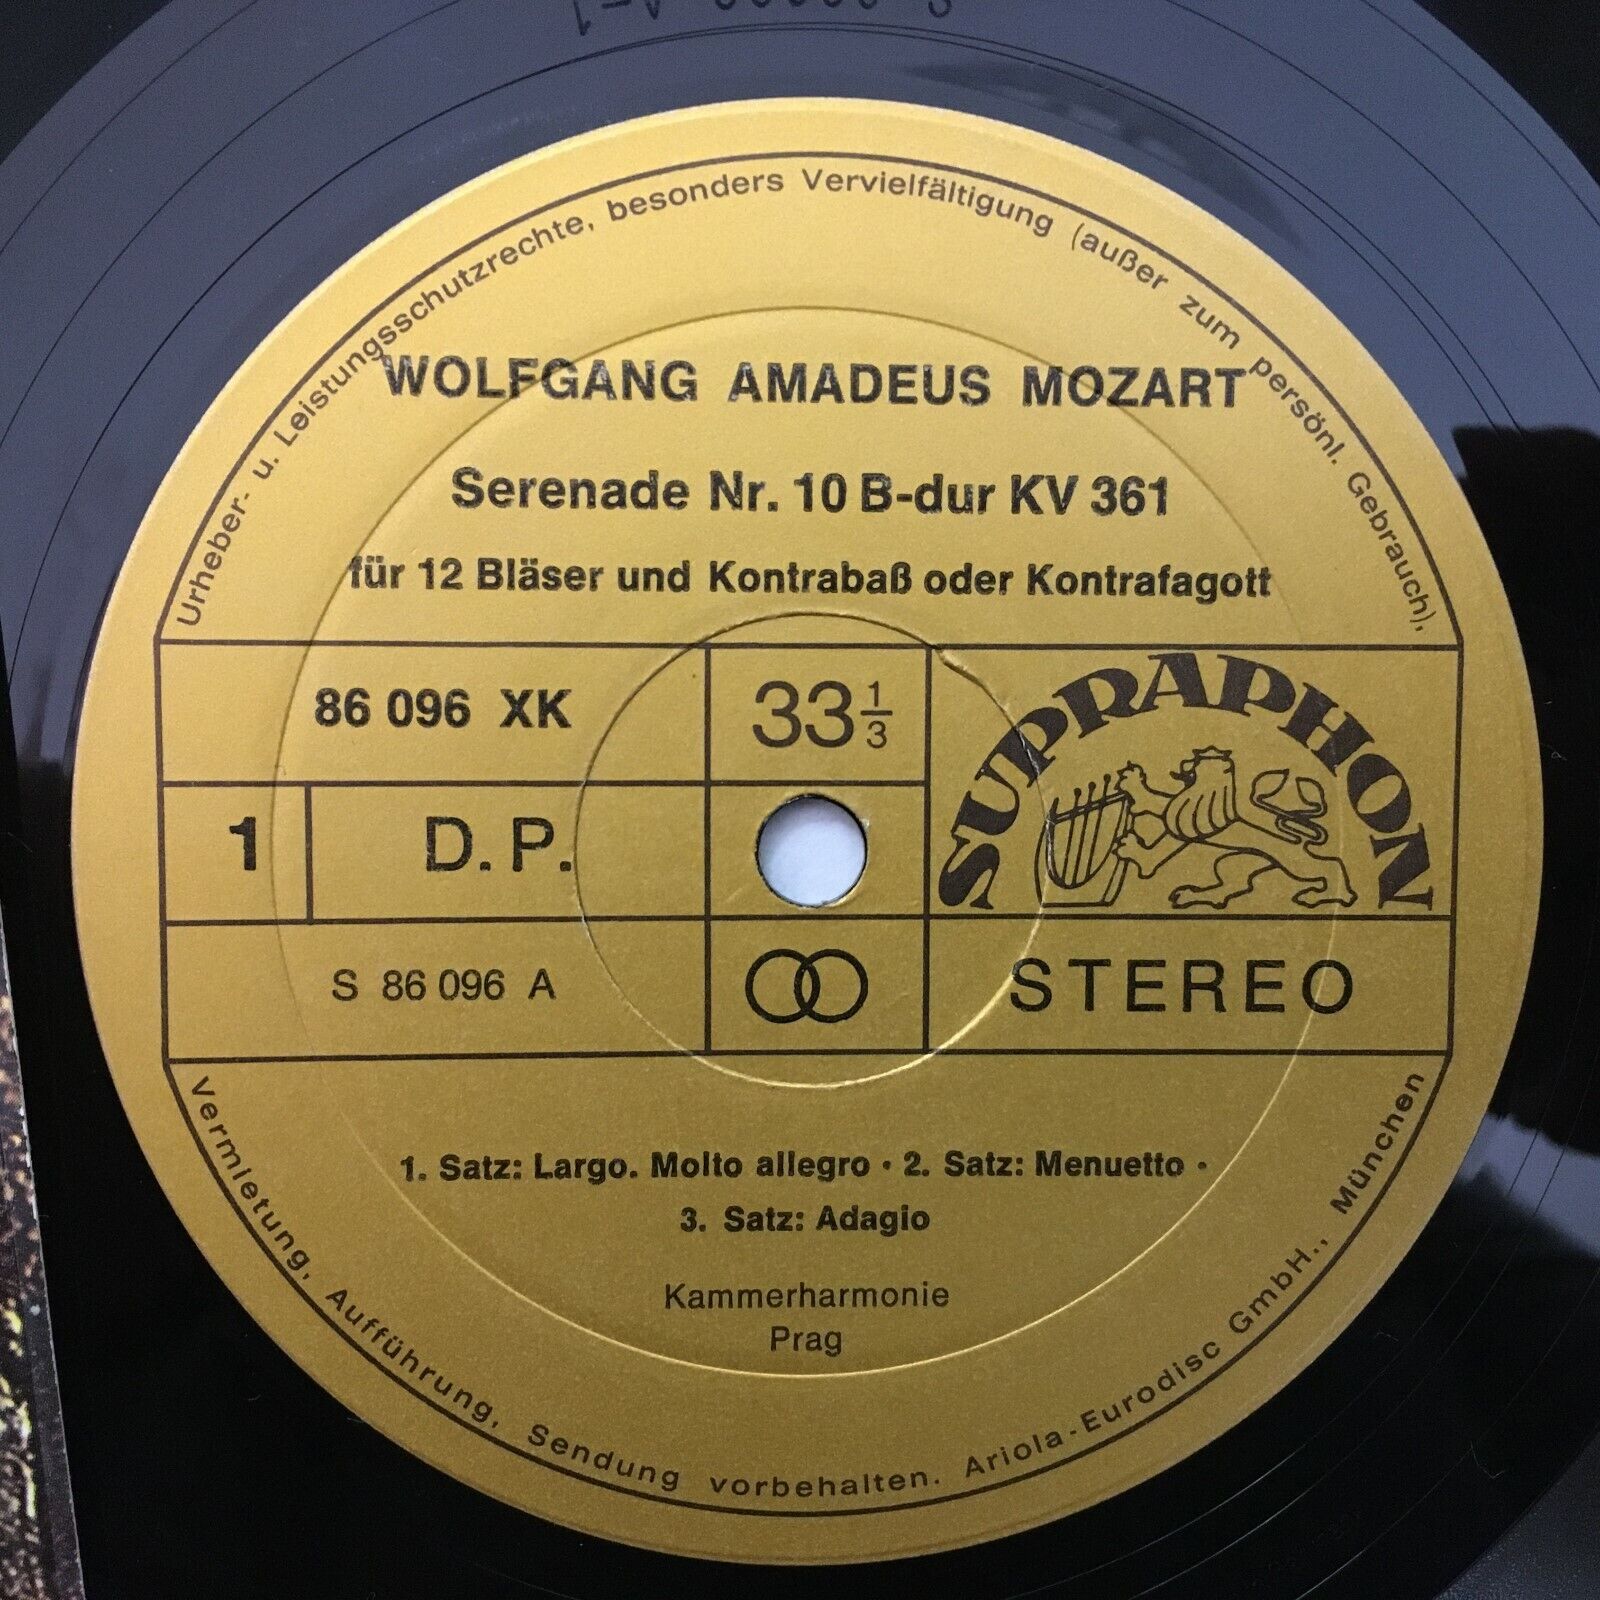 Urheber- u. Leistungsschutzrechte, besonders Vervielfältigung (außer zum persönl. Gebrauch),
WOLFGANG AMADEUS MOZART
Serenade Nr. 10 B-dur KV 361
für 12 Bläser und Kontrabaß oder Kontrafagott
86 096 XK
33 1/3
SUPRAPHON
1
D. P.
S 86 096 A
STEREO
1. Satz: Largo. Molto allegro · 2. Satz: Menuetto ·
3. Satz: Adagio
Kammerharmonie
Prag
Vermietung, Aufführung, Sendung vorbehalten. Ariola-Eurodisc GmbH., München